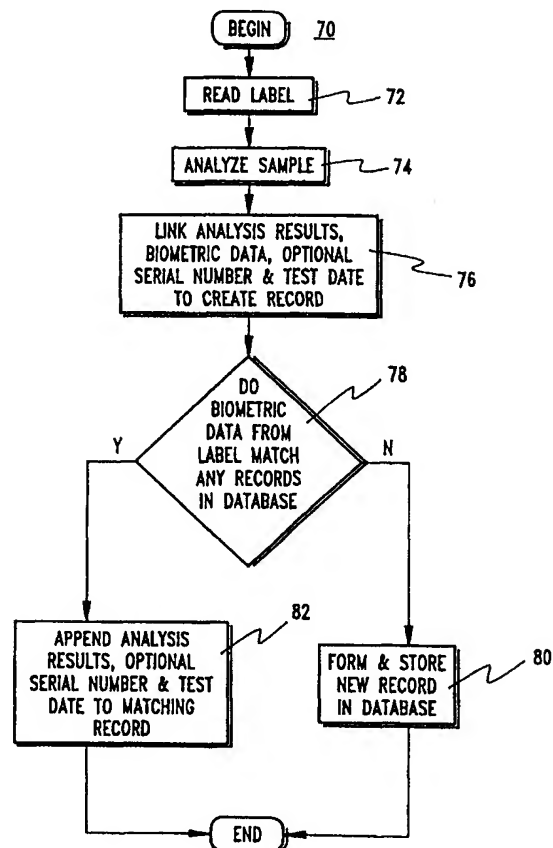 BEGIN
70
READ LABEL
72
ANALYZE SAMPLE
74
LINK ANALYSIS RESULTS,
BIOMETRIC DATA, OPTIONAL
SERIAL NUMBER & TEST DATE
TO CREATE RECORD
76
DO
BIOMETRIC
DATA FROM
LABEL MATCH
ANY RECORDS
IN DATABASE
78
Y
N
APPEND ANALYSIS
RESULTS, OPTIONAL
SERIAL NUMBER & TEST
DATE TO MATCHING
RECORD
82
FORM & STORE
NEW RECORD
IN DATABASE
80
END